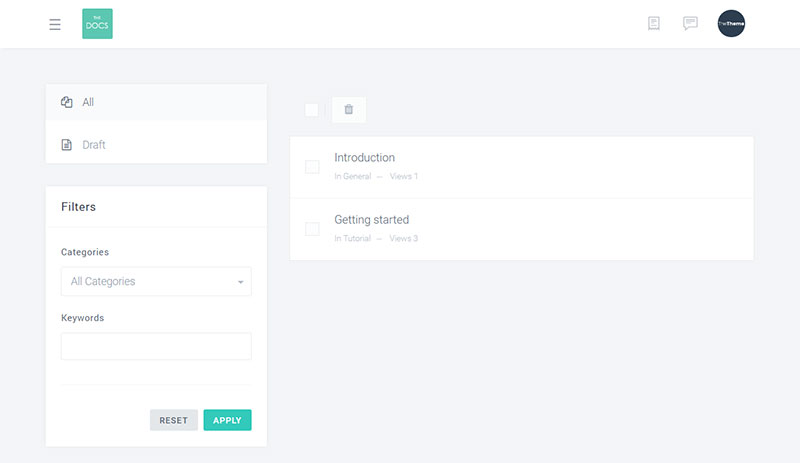 THE
DOCS
TheTheme
All
Draft
Filters
Categories
All Categories
Keywords
RESET
APPLY
Introduction
In General — Views 1
Getting started
In Tutorial — Views 3